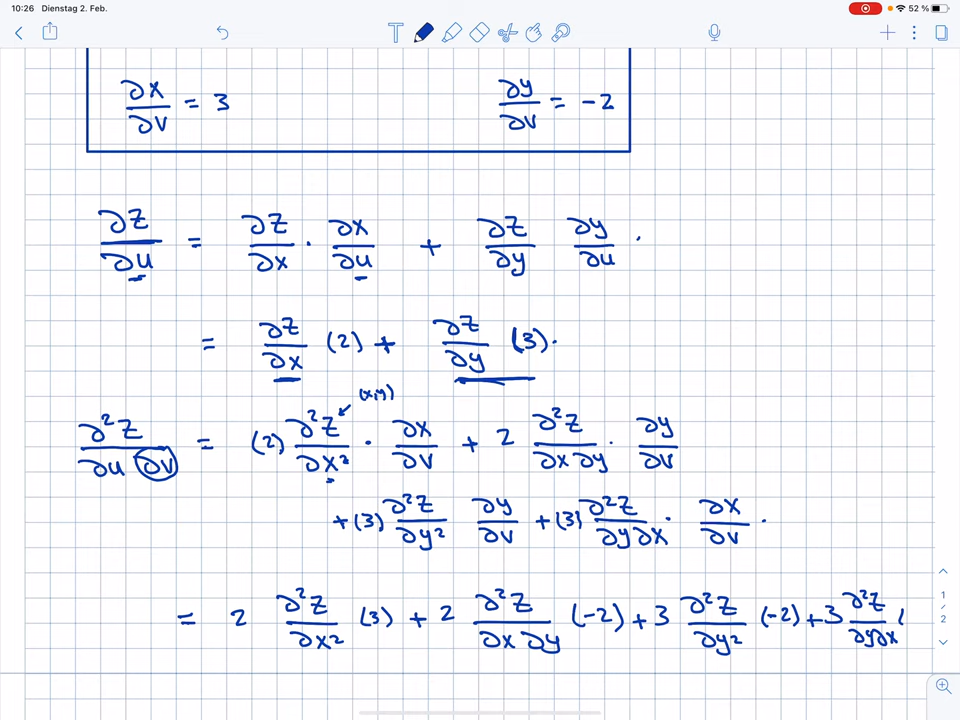 10:26 Dienstag 2. Feb. 52 %
∂x/∂v = 3 ∂y/∂v = -2
∂z/∂u = ∂z/∂x · ∂x/∂u + ∂z/∂y ∂y/∂u ·
= ∂z/∂x (2) + ∂z/∂y (3).
(x,y)
∂²z/∂u ∂v = (2) ∂²z/∂x² · ∂x/∂v + 2 ∂²z/∂x ∂y · ∂y/∂v
+ (3) ∂²z/∂y² ∂y/∂v + (3) ∂²z/∂y∂x · ∂x/∂v ·
= 2 ∂²z/∂x² (3) + 2 ∂²z/∂x ∂y (-2) + 3 ∂²z/∂y² (-2) + 3 ∂²z/∂y∂x (
1/2